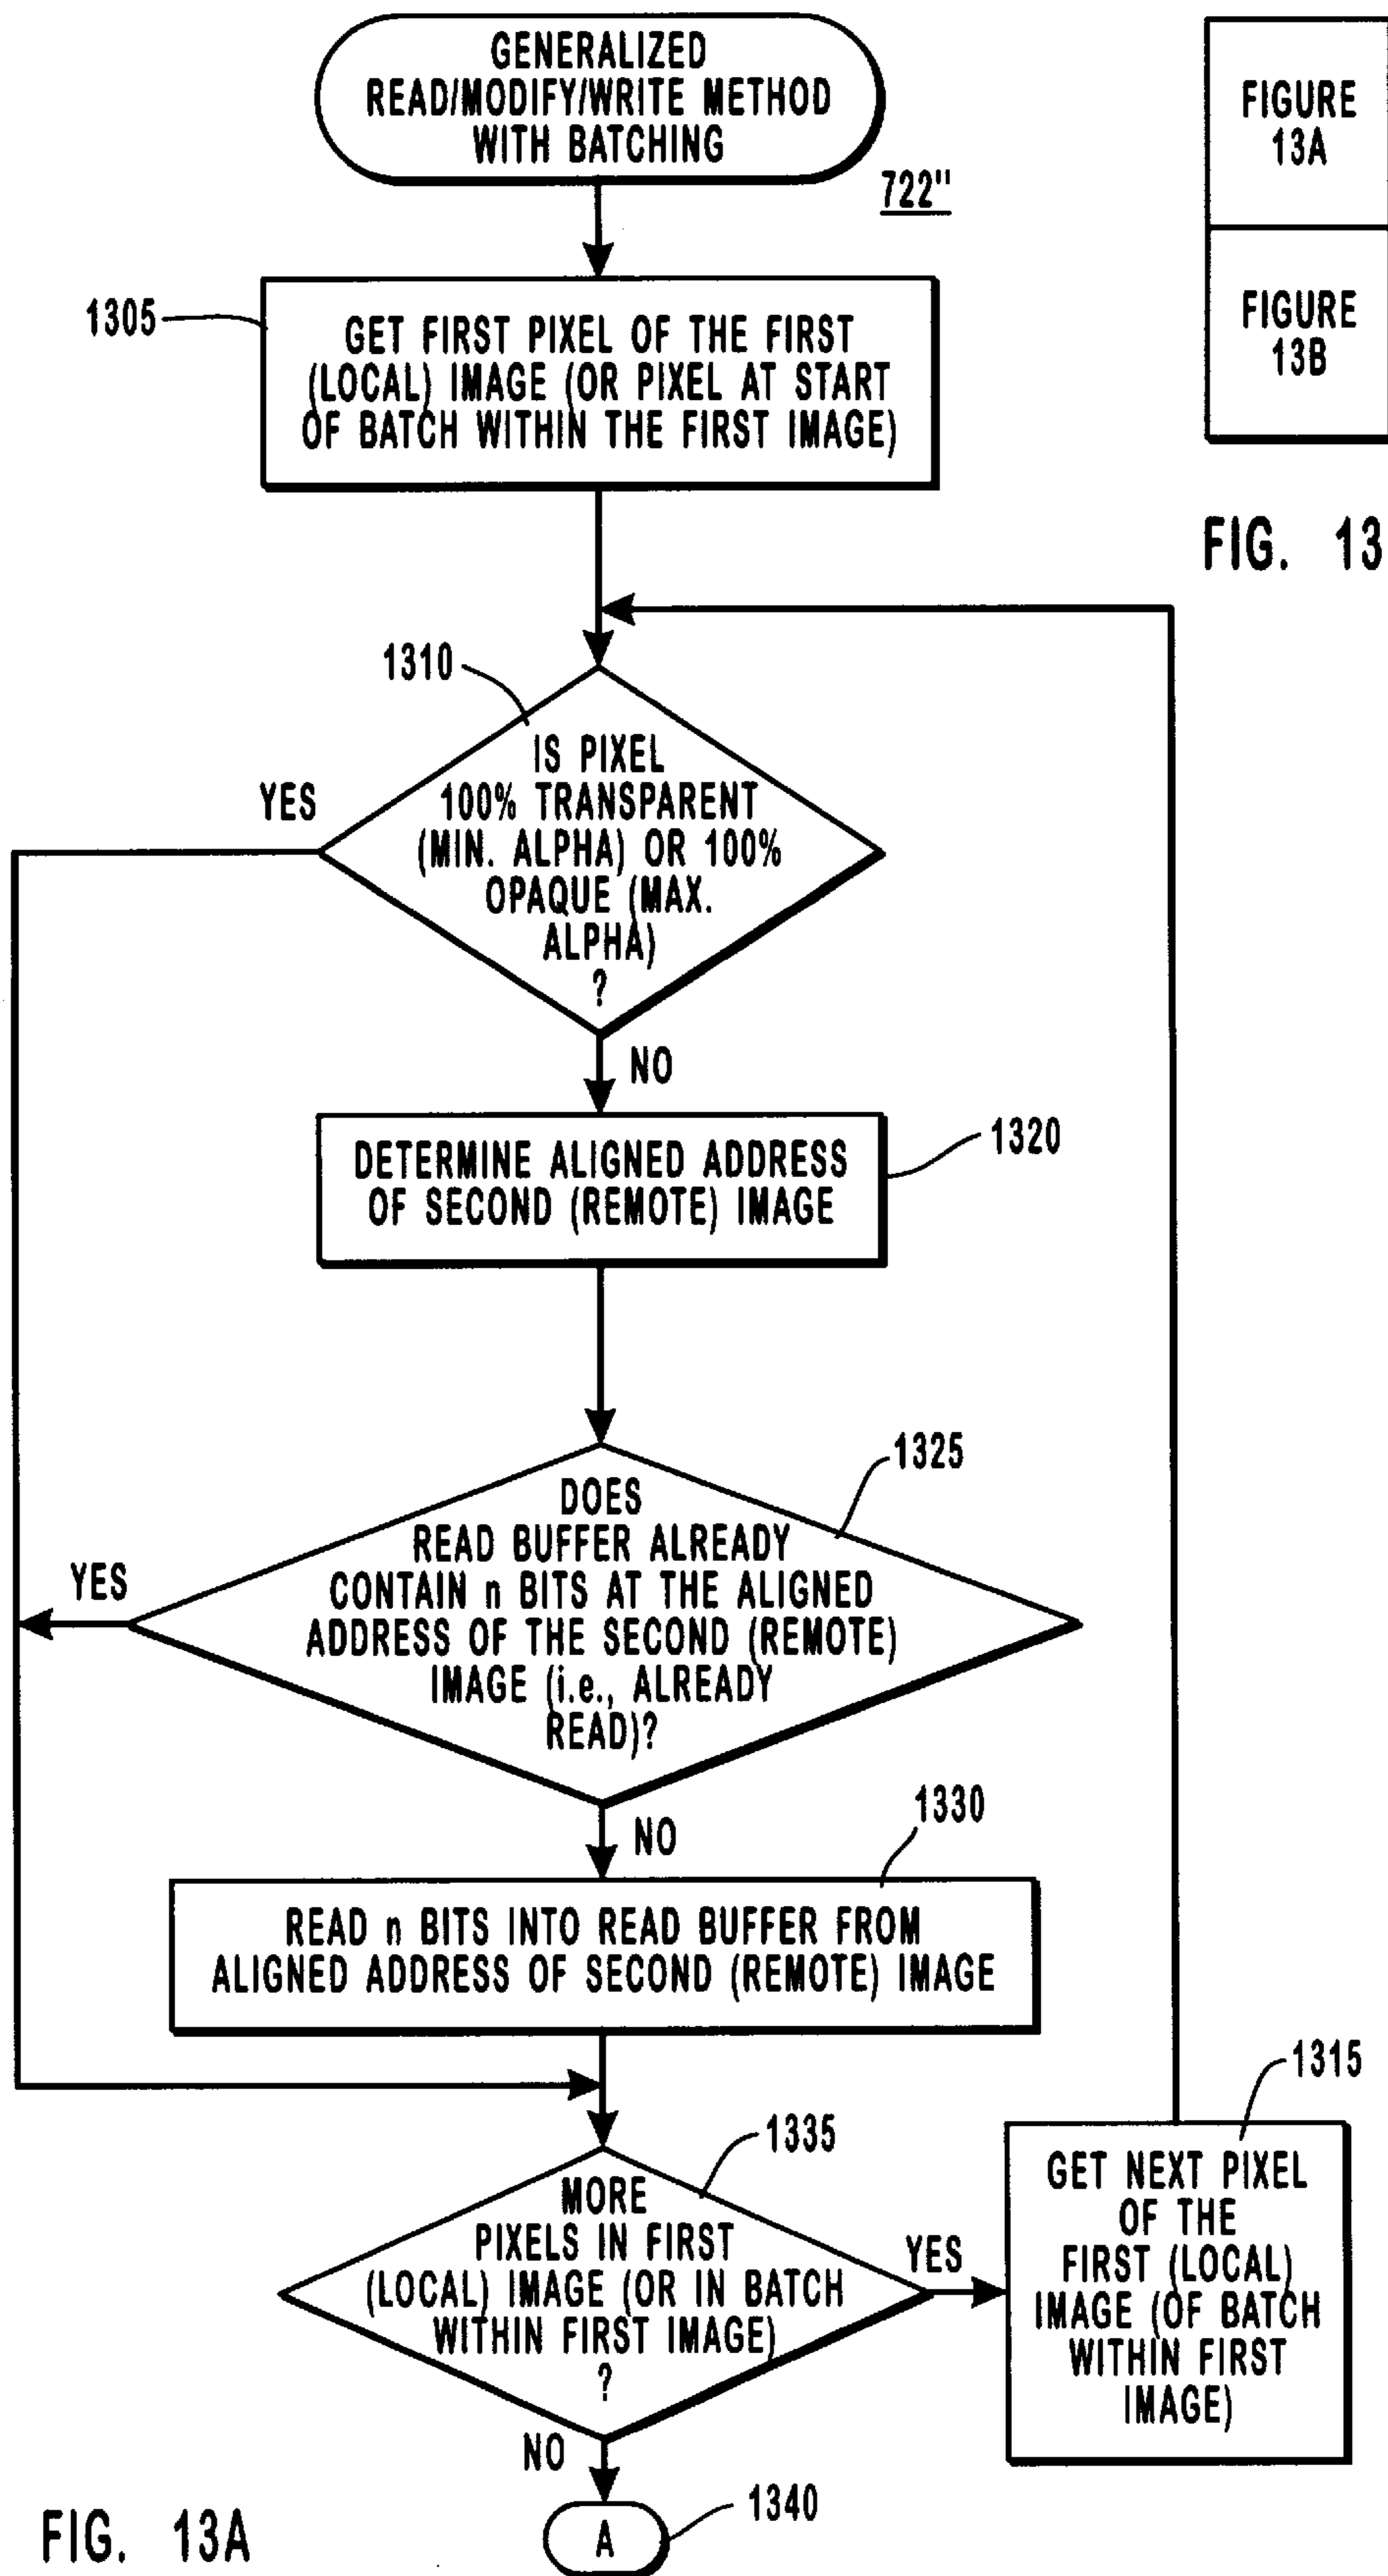 GENERALIZED
READ/MODIFY/WRITE METHOD
WITH BATCHING
722"
FIGURE
13A
FIGURE
13B
FIG. 13
1305
GET FIRST PIXEL OF THE FIRST
(LOCAL) IMAGE (OR PIXEL AT START
OF BATCH WITHIN THE FIRST IMAGE)
1310
IS PIXEL
100% TRANSPARENT
(MIN. ALPHA) OR 100%
OPAQUE (MAX.
ALPHA)
?
YES
NO
1320
DETERMINE ALIGNED ADDRESS
OF SECOND (REMOTE) IMAGE
1325
DOES
READ BUFFER ALREADY
CONTAIN n BITS AT THE ALIGNED
ADDRESS OF THE SECOND (REMOTE)
IMAGE (i.e., ALREADY
READ)?
YES
NO
1330
READ n BITS INTO READ BUFFER FROM
ALIGNED ADDRESS OF SECOND (REMOTE) IMAGE
1335
MORE
PIXELS IN FIRST
(LOCAL) IMAGE (OR IN BATCH
WITHIN FIRST IMAGE)
?
YES
1315
GET NEXT PIXEL
OF THE
FIRST (LOCAL)
IMAGE (OF BATCH
WITHIN FIRST
IMAGE)
NO
A
1340
FIG. 13A